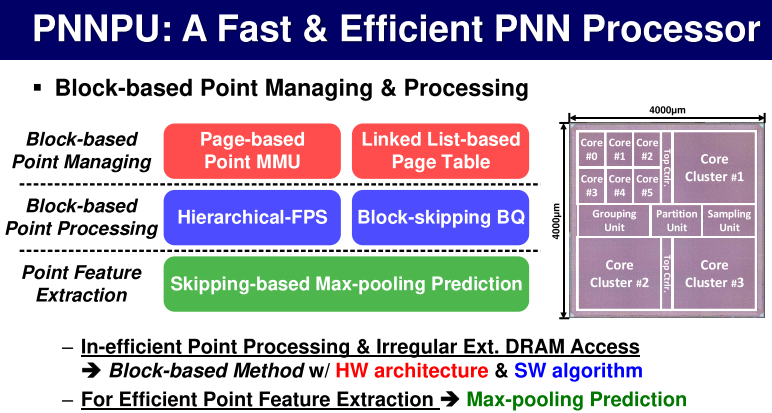 PNNPU: A Fast & Efficient PNN Processor
▪ Block-based Point Managing & Processing
Block-based
Point Managing
Page-based
Point MMU
Linked List-based
Page Table
Block-based
Point Processing
Hierarchical-FPS
Block-skipping BQ
Point Feature
Extraction
Skipping-based Max-pooling Prediction
4000μm
4000μm
Core
#0
Core
#1
Core
#2
Core
#3
Core
#4
Core
#5
Top Ctrlr.
Core
Cluster #1
Grouping
Unit
Partition
Unit
Sampling
Unit
Core
Cluster #2
Top Ctrlr.
Core
Cluster #3
– In-efficient Point Processing & Irregular Ext. DRAM Access
➔ Block-based Method w/ HW architecture & SW algorithm
– For Efficient Point Feature Extraction ➔ Max-pooling Prediction